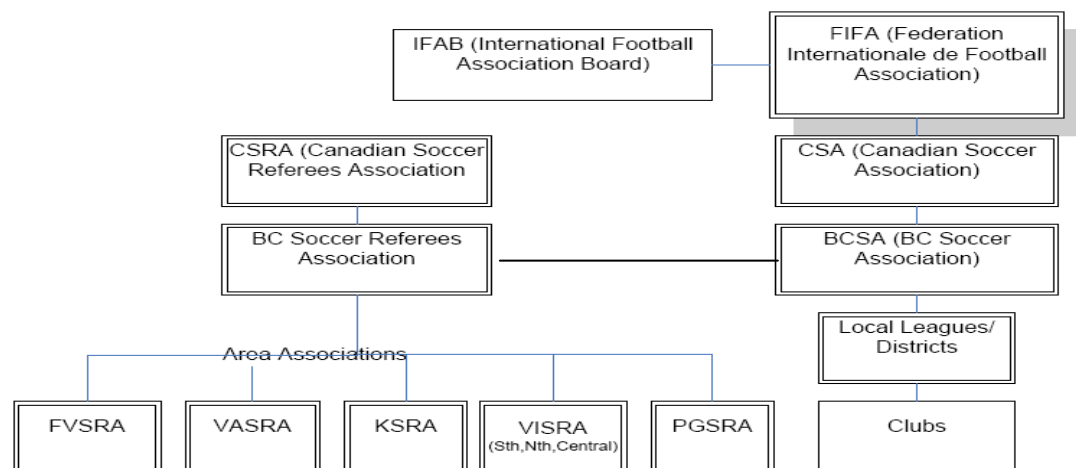 IFAB (International Football
Association Board)
FIFA (Federation
Internationale de Football
Association)
CSRA (Canadian Soccer
Referees Association
CSA (Canadian Soccer
Association)
BC Soccer Referees
Association
BCSA (BC Soccer
Association)
Local Leagues/
Districts
Area Associations
FVSRA
VASRA
KSRA
VISRA
(Sth,Nth,Central)
PGSRA
Clubs